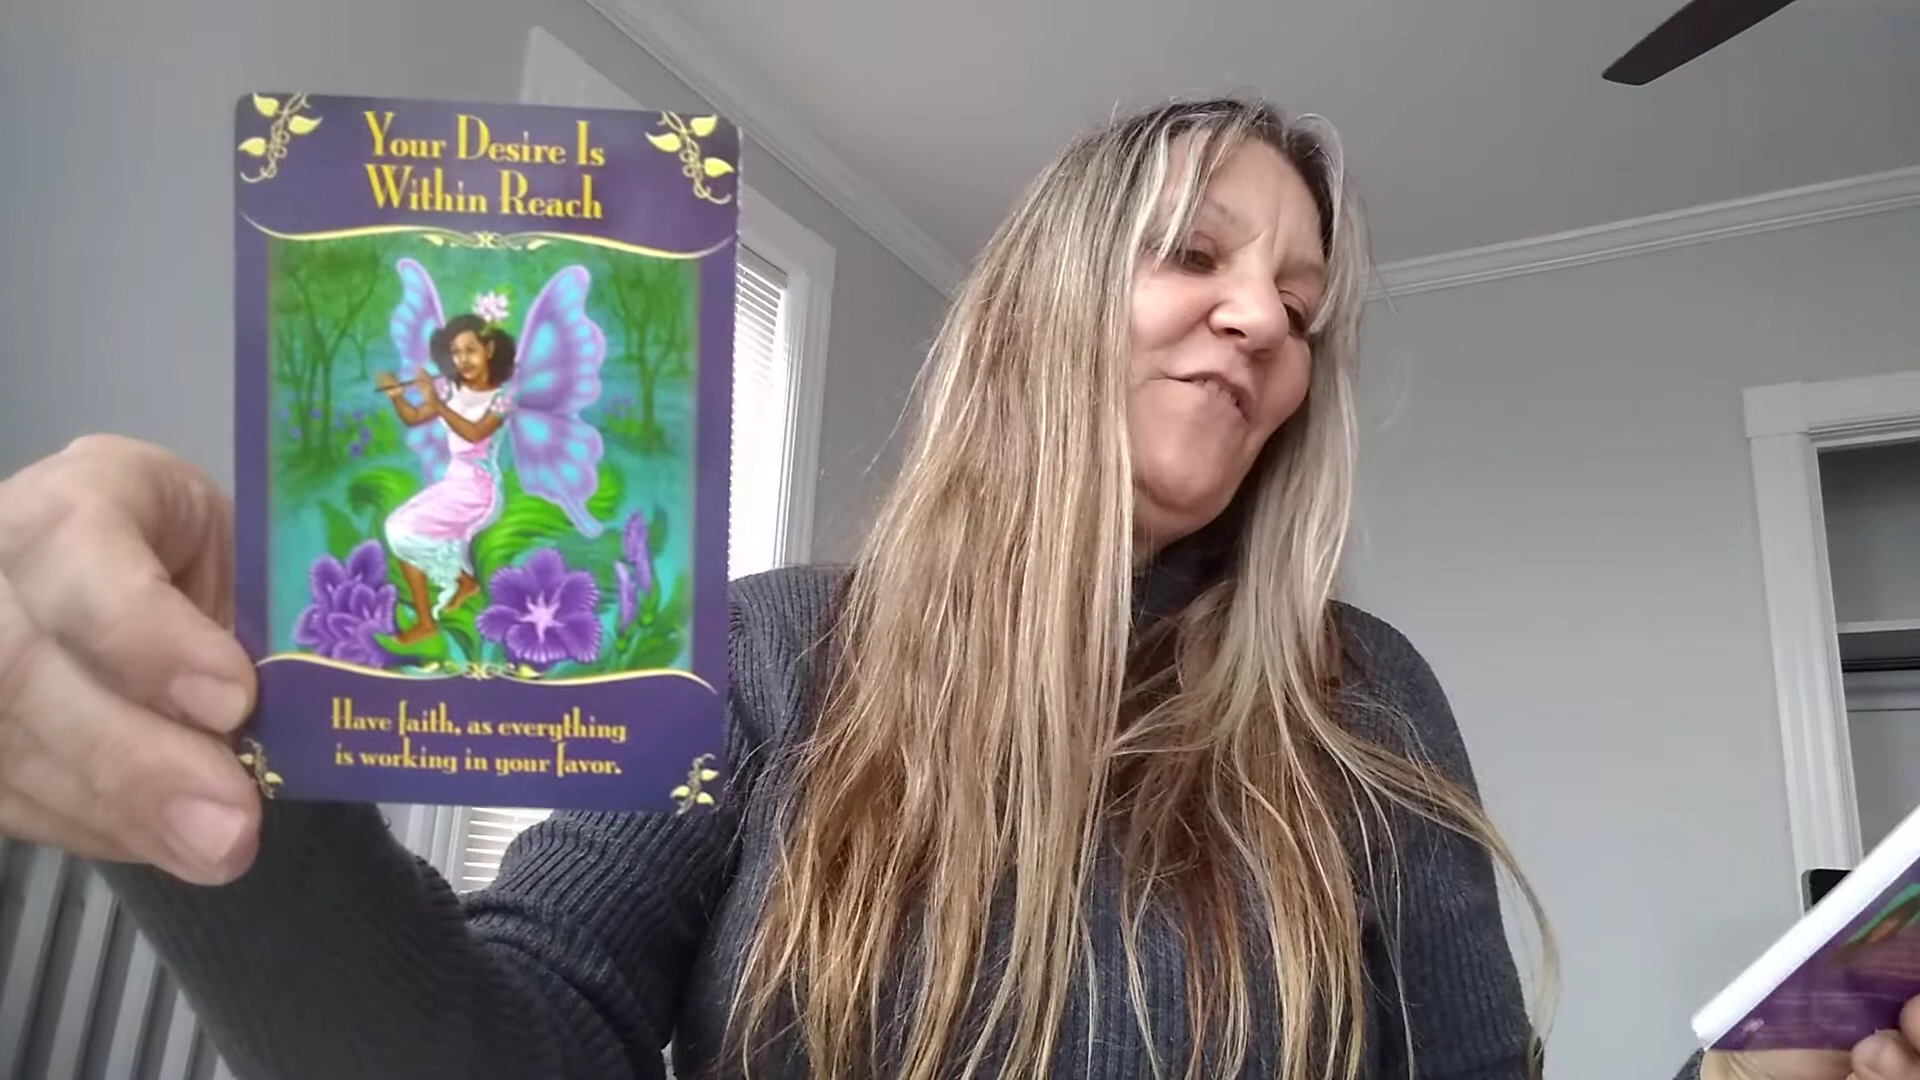 Your Desire Is
Within Reach
Have faith, as everything
is working in your favor.